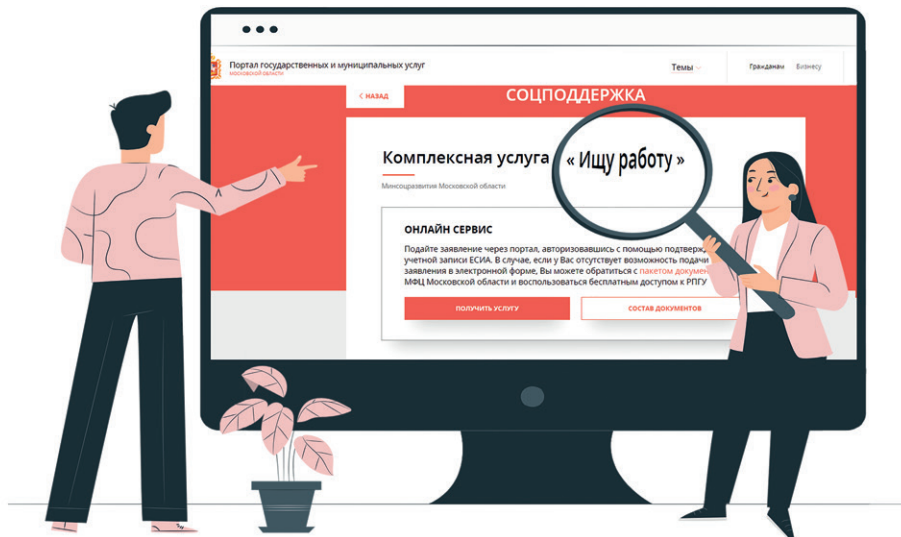 Портал государственных и муниципальных услуг
МОСКОВСКОЙ ОБЛАСТИ
Темы
Гражданам Бизнесу
< НАЗАД
СОЦПОДДЕРЖКА
Комплексная услуга « Ищу работу »
Минсоцразвития Московской области
ОНЛАЙН СЕРВИС
Подайте заявление через портал, авторизовавшись с помощью подтверж
учетной записи ЕСИА. В случае, если у Вас отсутствует возможность подачи
заявления в электронной форме, Вы можете обратиться с пакетом докумен
МФЦ Московской области и воспользоваться бесплатным доступом к РПГУ
ПОЛУЧИТЬ УСЛУГУ
СОСТАВ ДОКУМЕНТОВ